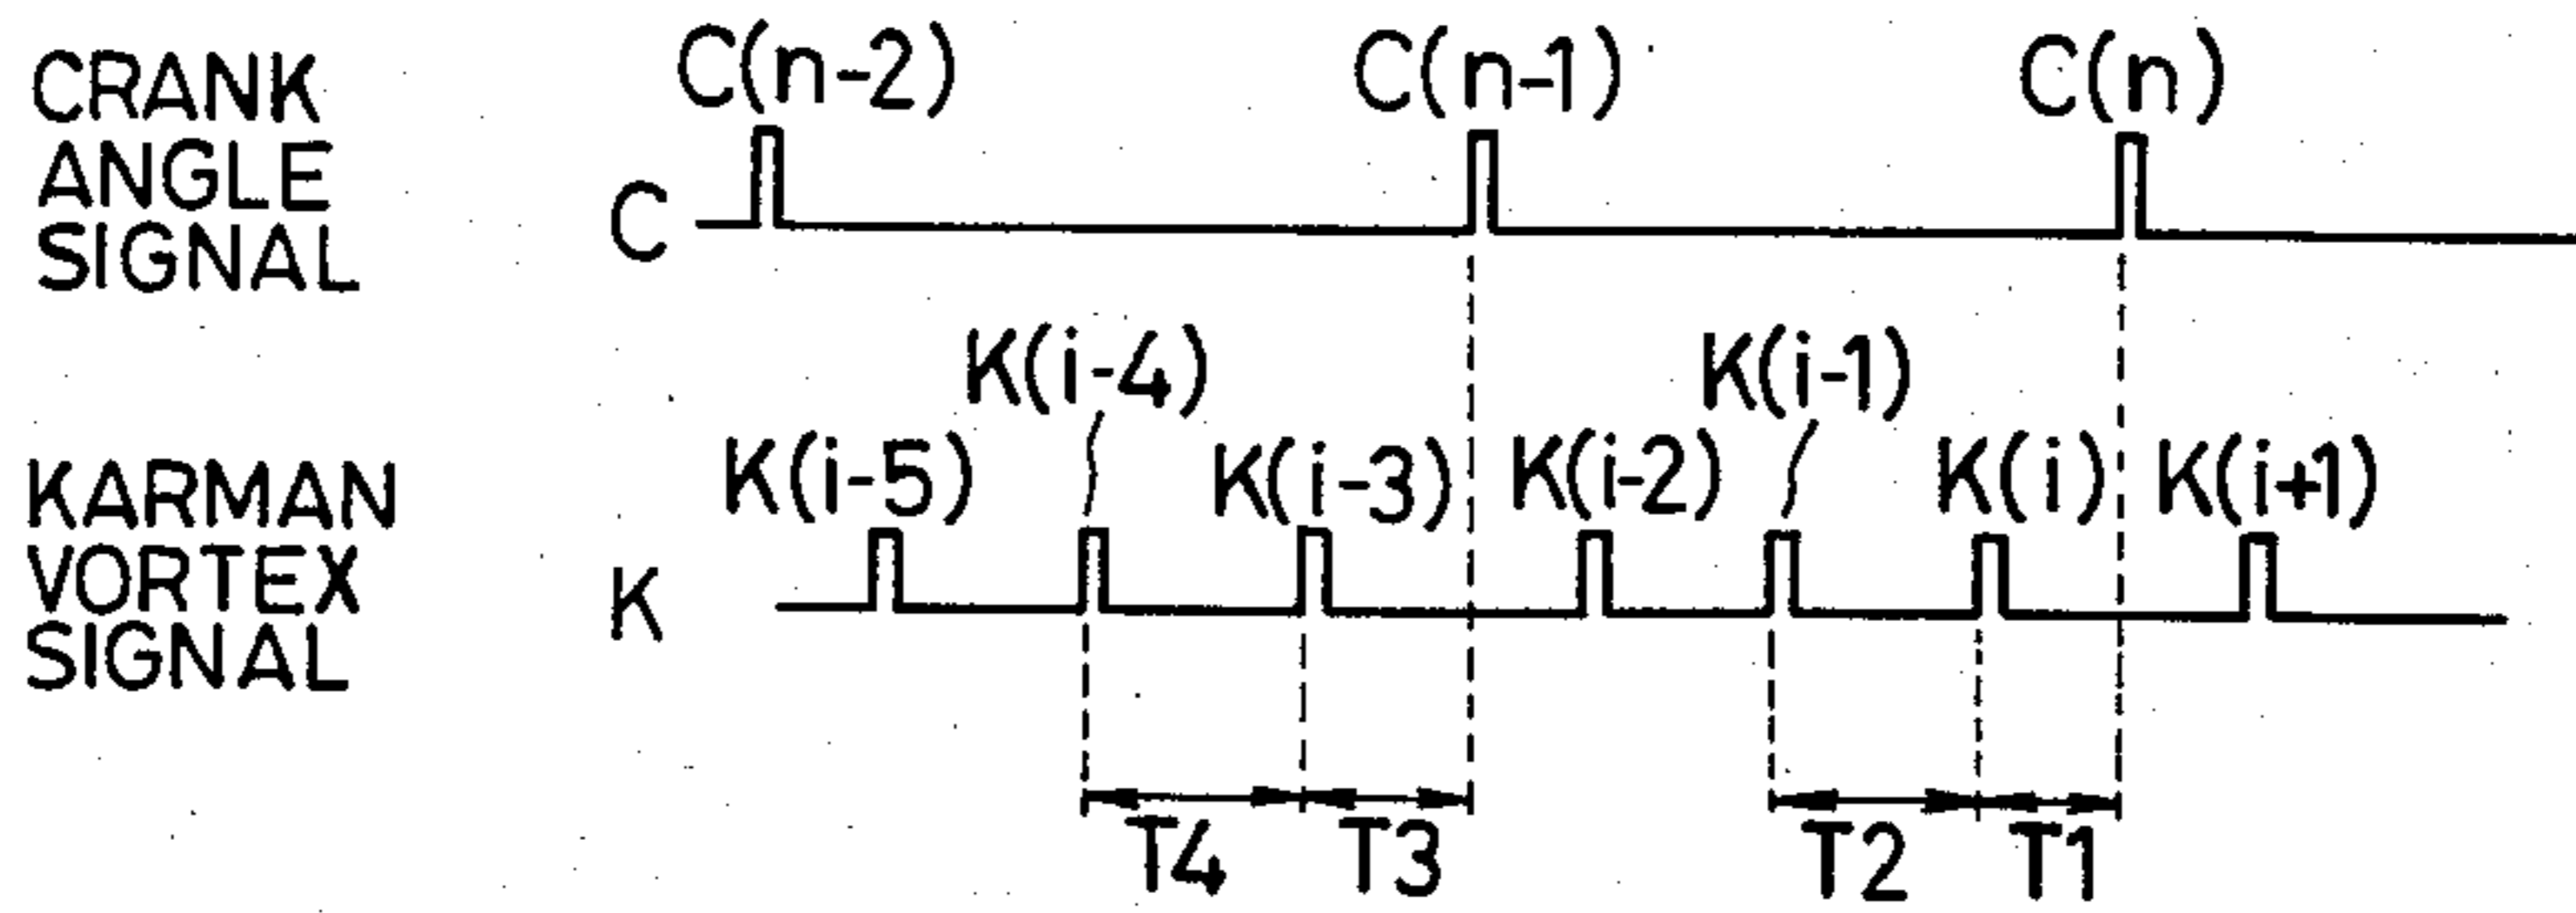 CRANK
ANGLE
SIGNAL
C
C(n-2)
C(n-1)
C(n)
KARMAN
VORTEX
SIGNAL
K
K(i-5)
K(i-4)
K(i-3)
K(i-2)
K(i-1)
K(i)
K(i+1)
T4
T3
T2
T1